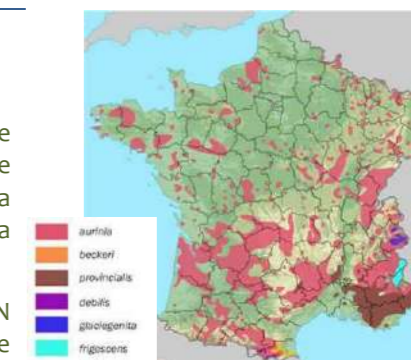 e
e
a
a
N
e
aurinia
beckeri
provincialis
debilis
glaciegenita
frigescens